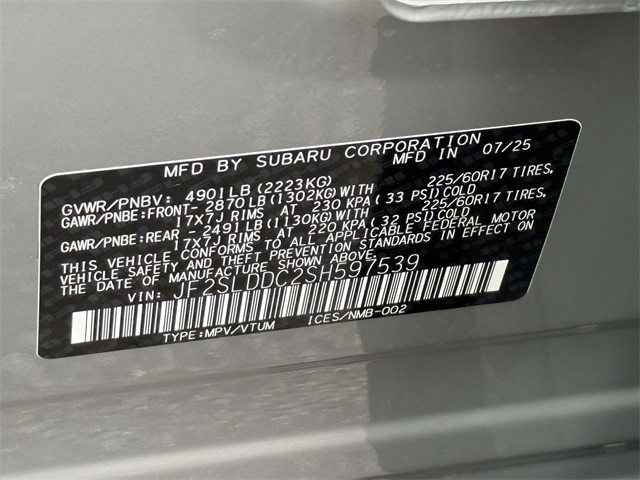 MFD BY SUBARU CORPORATION
MFD IN 07/25
GVWR/PNBV: 4901LB(2223KG)
GAWR/PNBE:FRONT- 2870LB(1302KG)WITH 225/60R17 TIRES,
17X7J RIMS AT 230 KPA(33 PSI)COLD
GAWR/PNBE:REAR - 2491LB(1130KG)WITH 225/60R17 TIRES,
17X7J RIMS AT 220 KPA(32 PSI)COLD
THIS VEHICLE CONFORMS TO ALL APPLICABLE FEDERAL MOTOR
VEHICLE SAFETY AND THEFT PREVENTION STANDARDS IN EFFECT ON
THE DATE OF MANUFACTURE SHOWN ABOVE.
VIN: JF2SLDDC2SH597539
TYPE:MPV/VTUM ICES/NMB-002